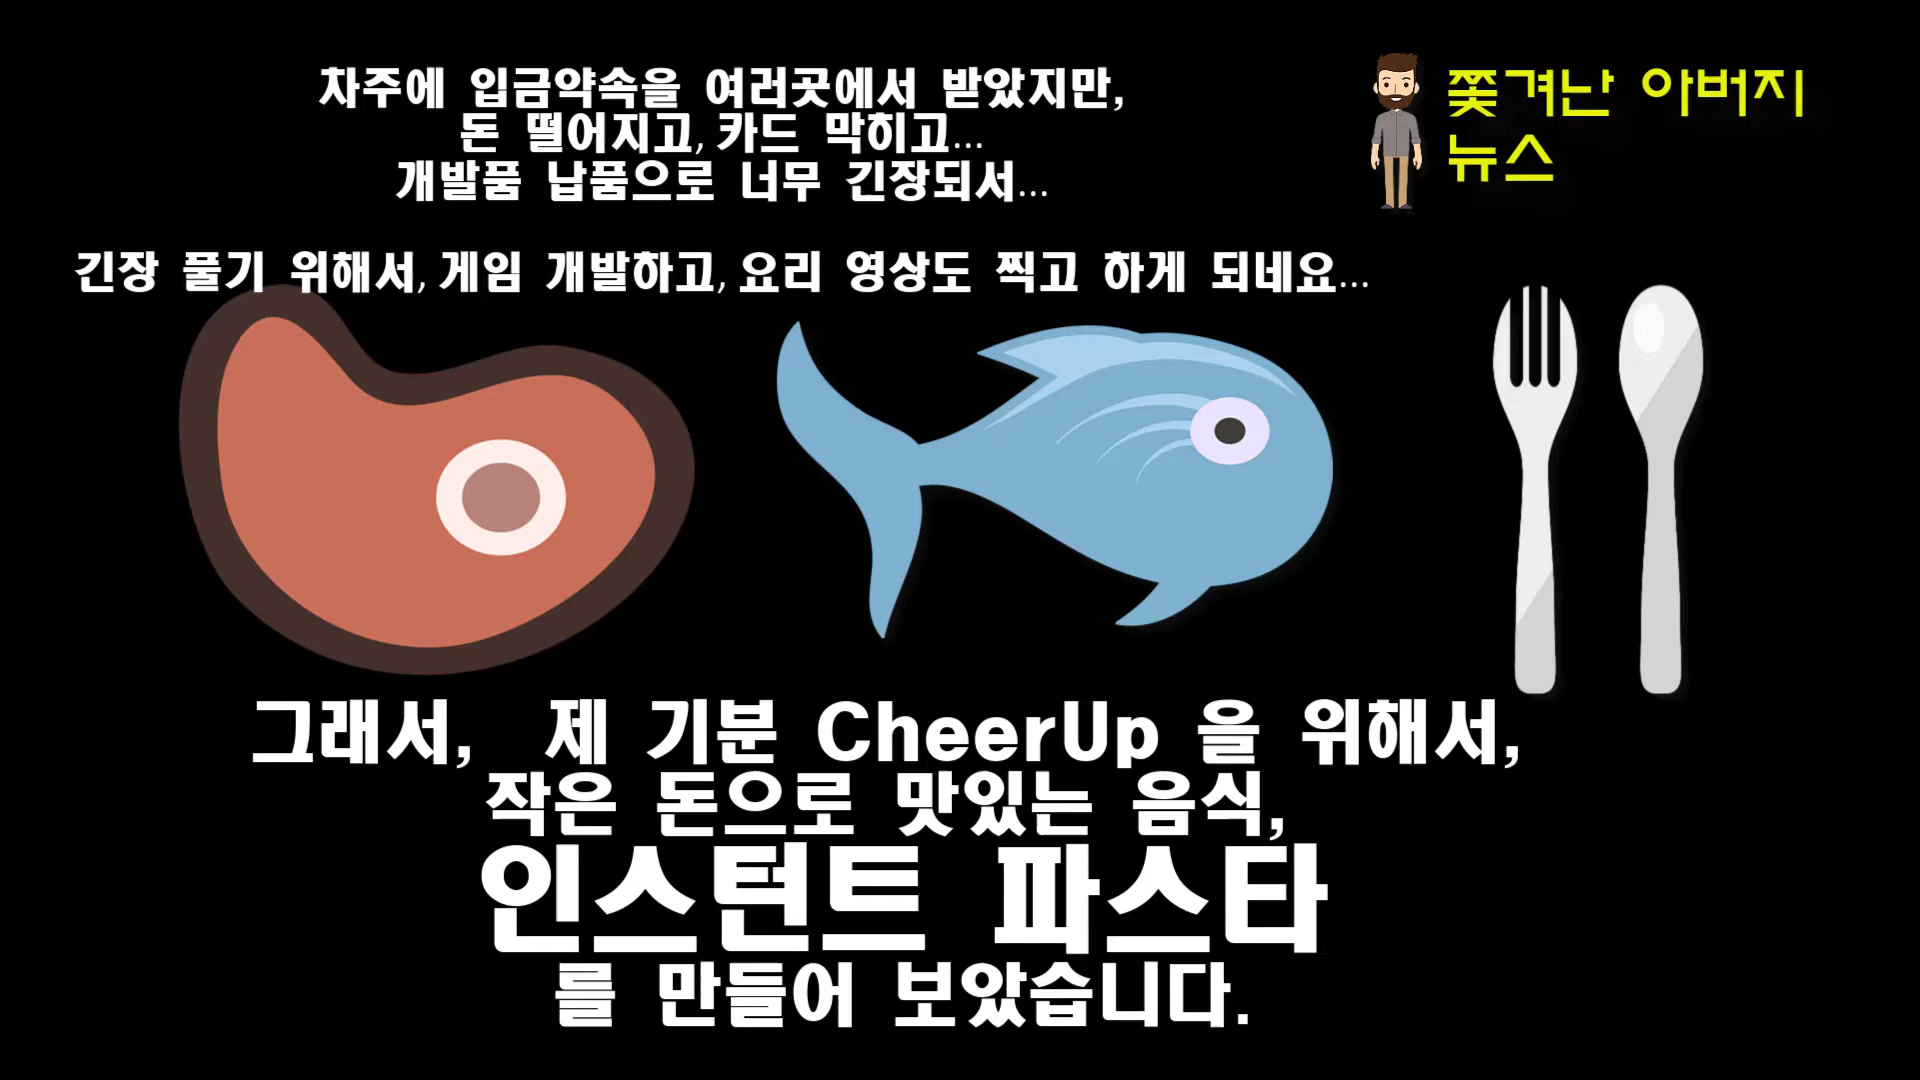 차주에 입금약속을 여러곳에서 받았지만,
돈 떨어지고, 카드 막히고...
개발품 납품으로 너무 긴장되서...
쫓겨난 아버지
뉴스
긴장 풀기 위해서, 게임 개발하고, 요리 영상도 찍고 하게 되네요...
그래서, 제 기분 CheerUp 을 위해서,
작은 돈으로 맛있는 음식,
인스턴트 파스타
를 만들어 보았습니다.